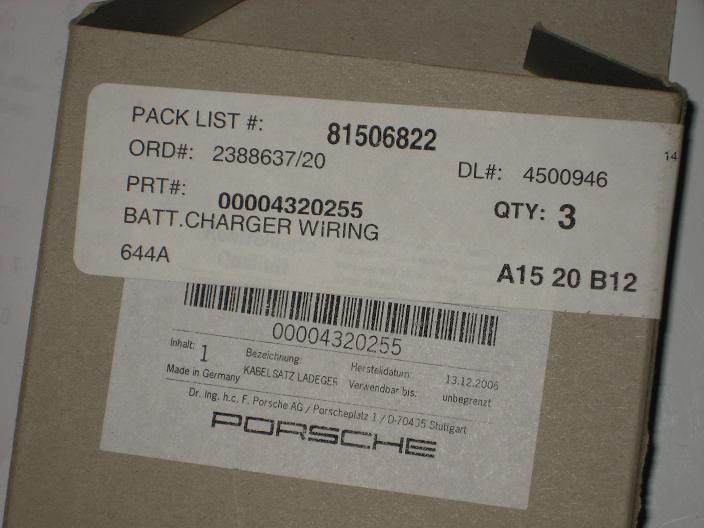 PACK LIST #: 81506822
14
ORD#: 2388637/20 DL#: 4500946
PRT#: 00004320255 QTY: 3
BATT.CHARGER WIRING
644A A15 20 B12
00004320255
Inhalt: 1 Bezeichnung: Herstelldatum: 13.12.2006
Made in Germany KABELSATZ LADEGER Verwendbar bis: unbegrenzt
Dr. Ing. h.c. F. Porsche AG / Porscheplatz 1 / D-70435 Stuttgart
PORSCHE